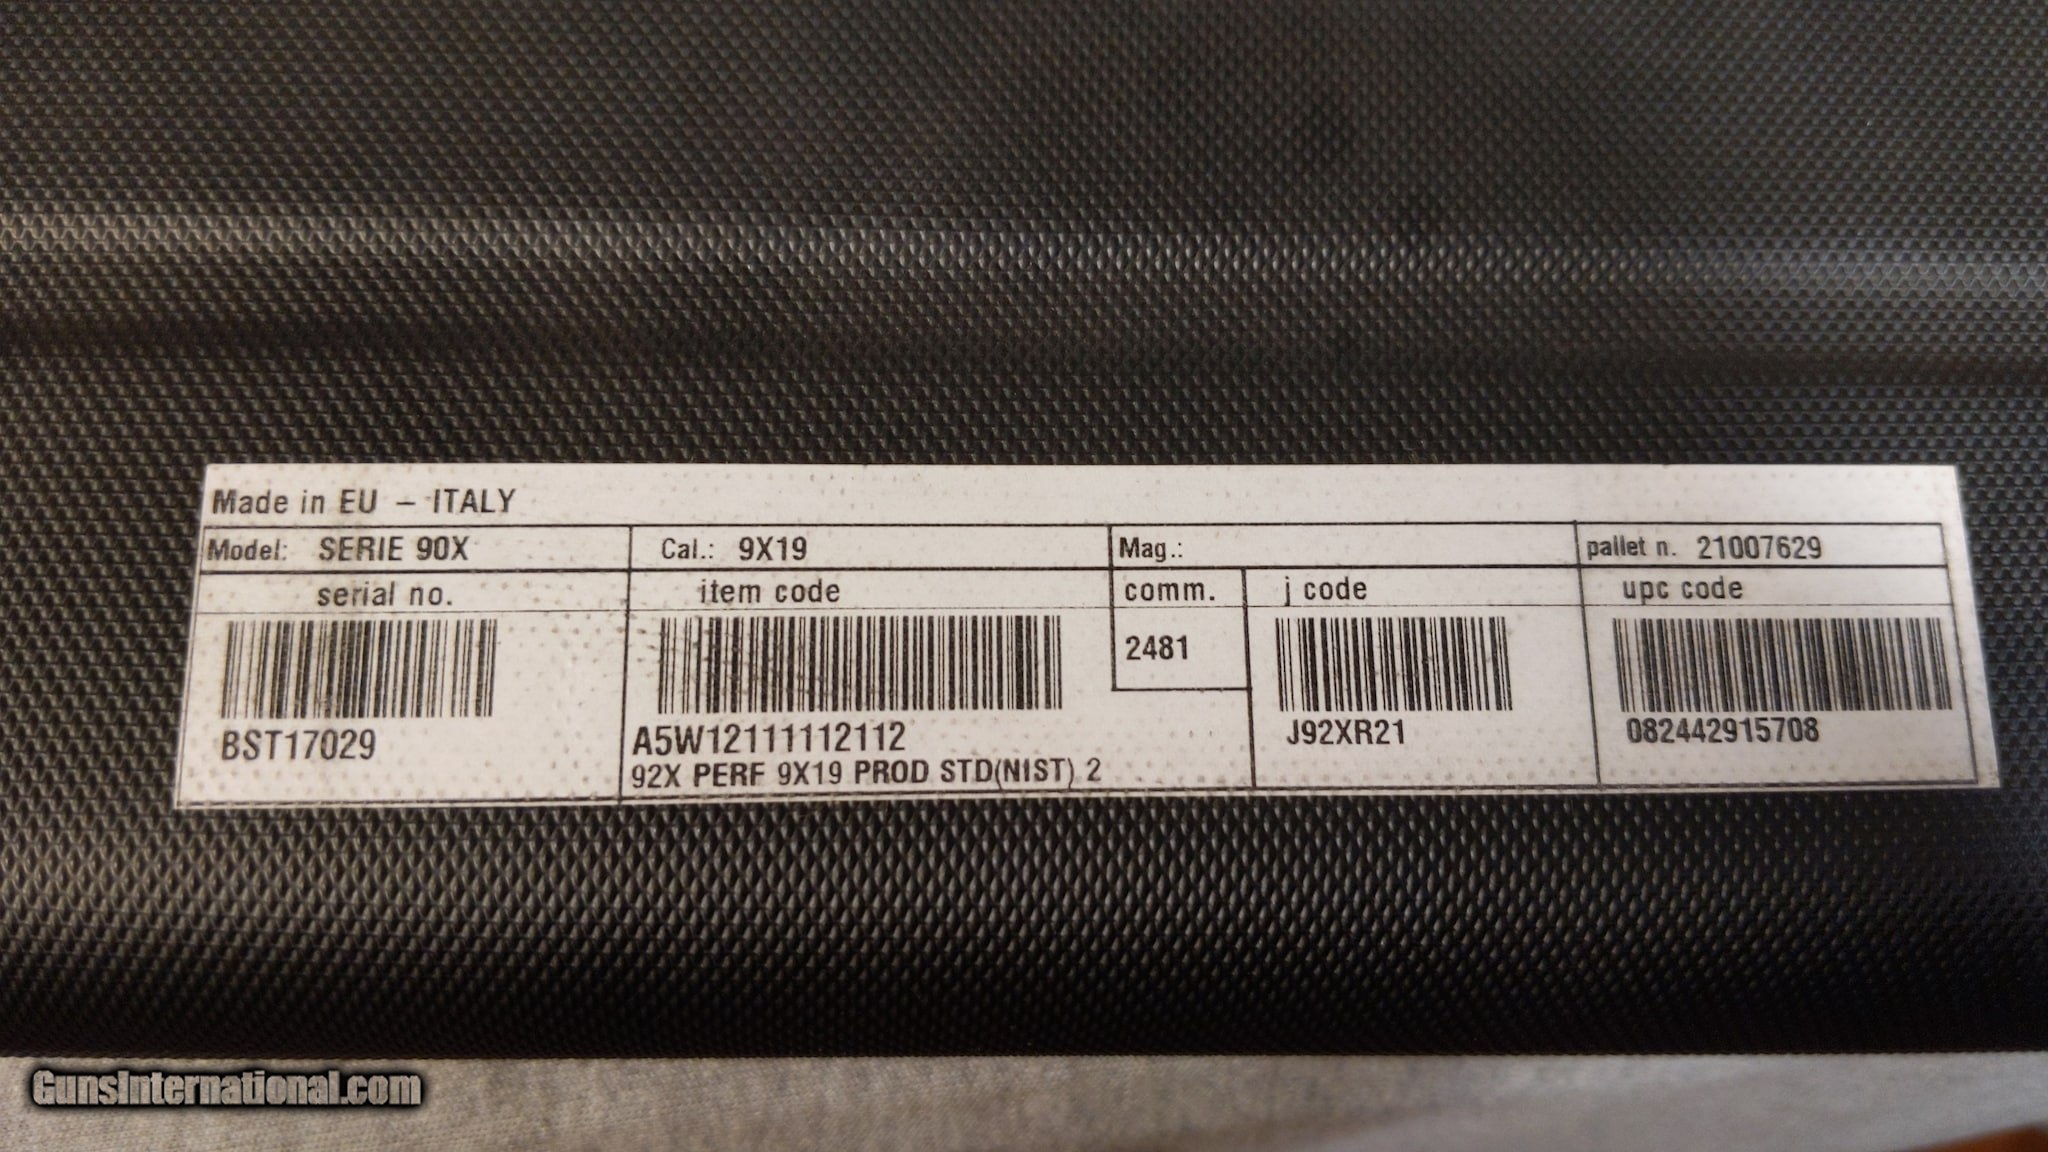 Made in EU - ITALY
Model: SERIE 90X Cal.: 9X19 Mag.: pallet n. 21007629
serial no. item code comm. j code upc code
2481
BST17029 A5W12111112112 J92XR21 082442915708
92X PERF 9X19 PROD STD(NIST) 2
GunsInternational.com